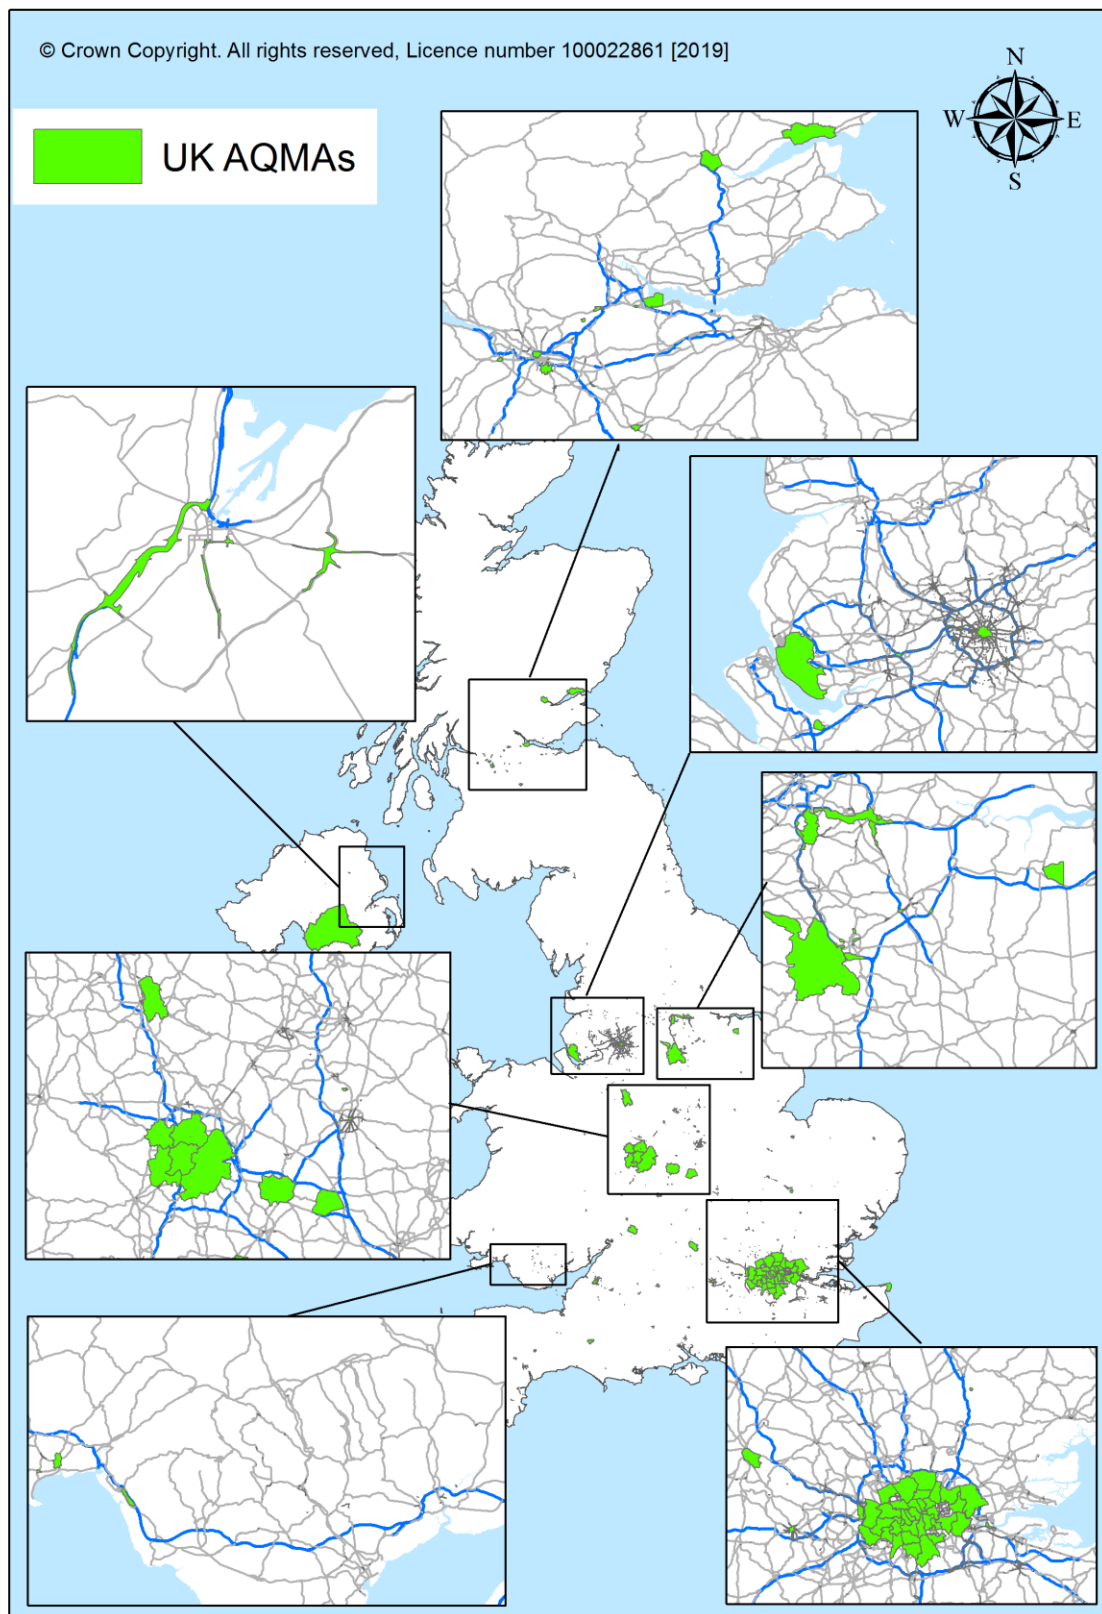 © Crown Copyright. All rights reserved, Licence number 100022861 [2019]
N
W E
S
UK AQMAs